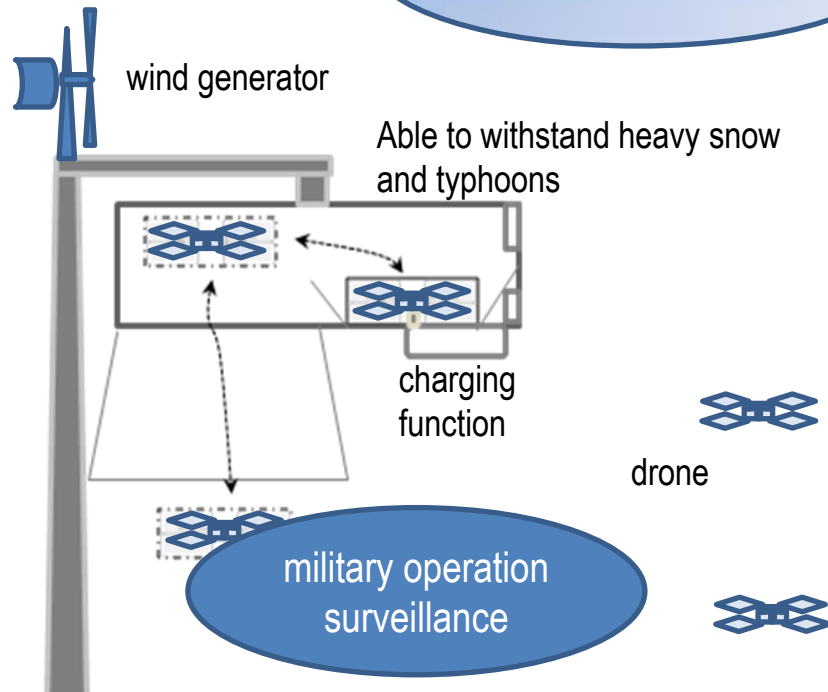 wind generator
Able to withstand heavy snow
and typhoons
charging
function
drone
military operation
surveillance